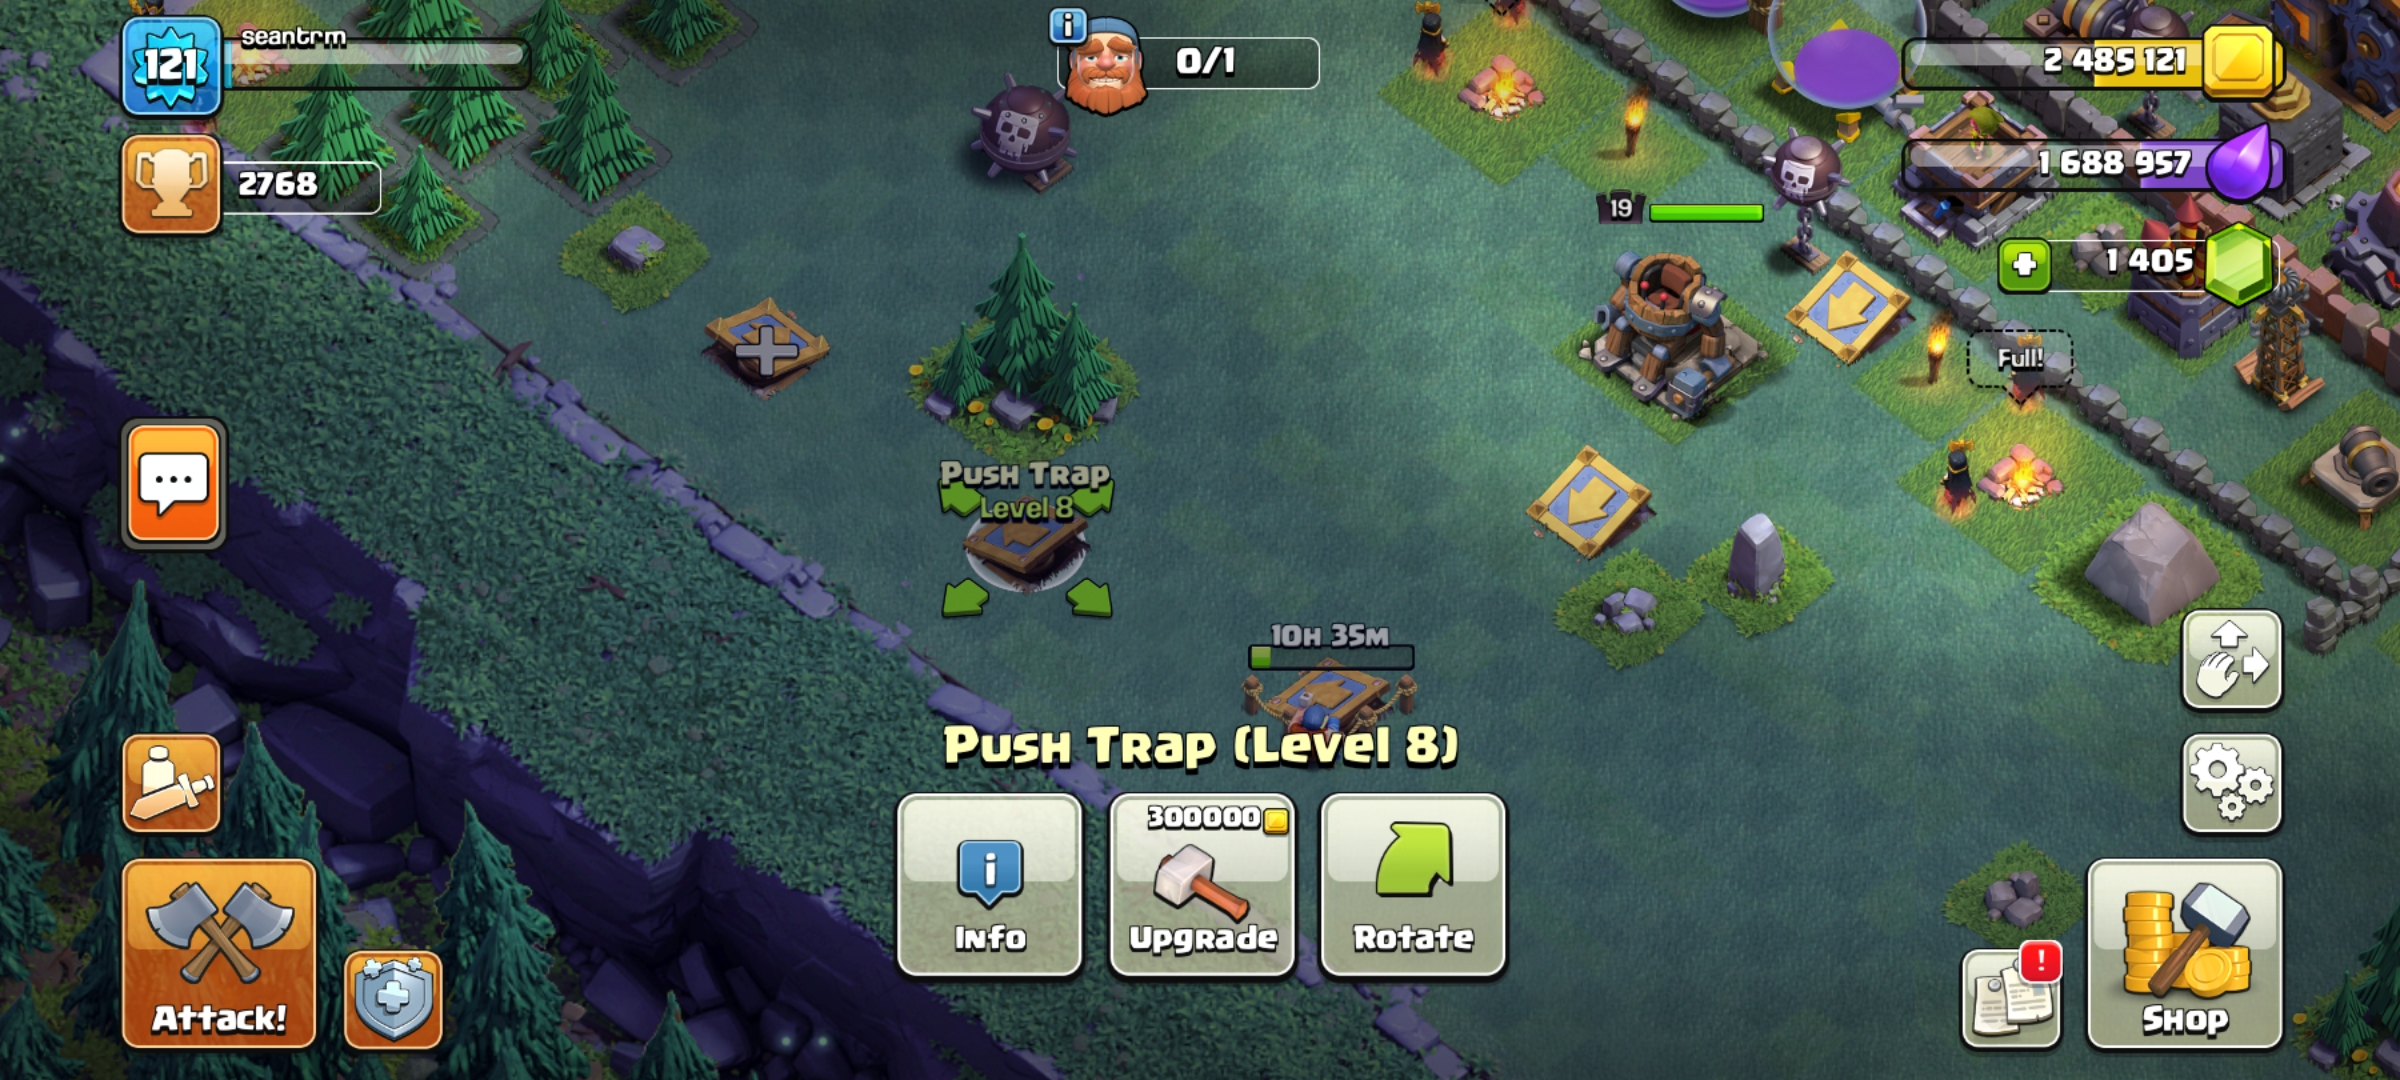 121
seantrm
0/1
2 485 121
2768
1 688 957
19
1 405
Full!
Push Trap
Level 8
10H 35M
Push Trap (Level 8)
300000
Info
Upgrade
Rotate
Attack!
!
Shop